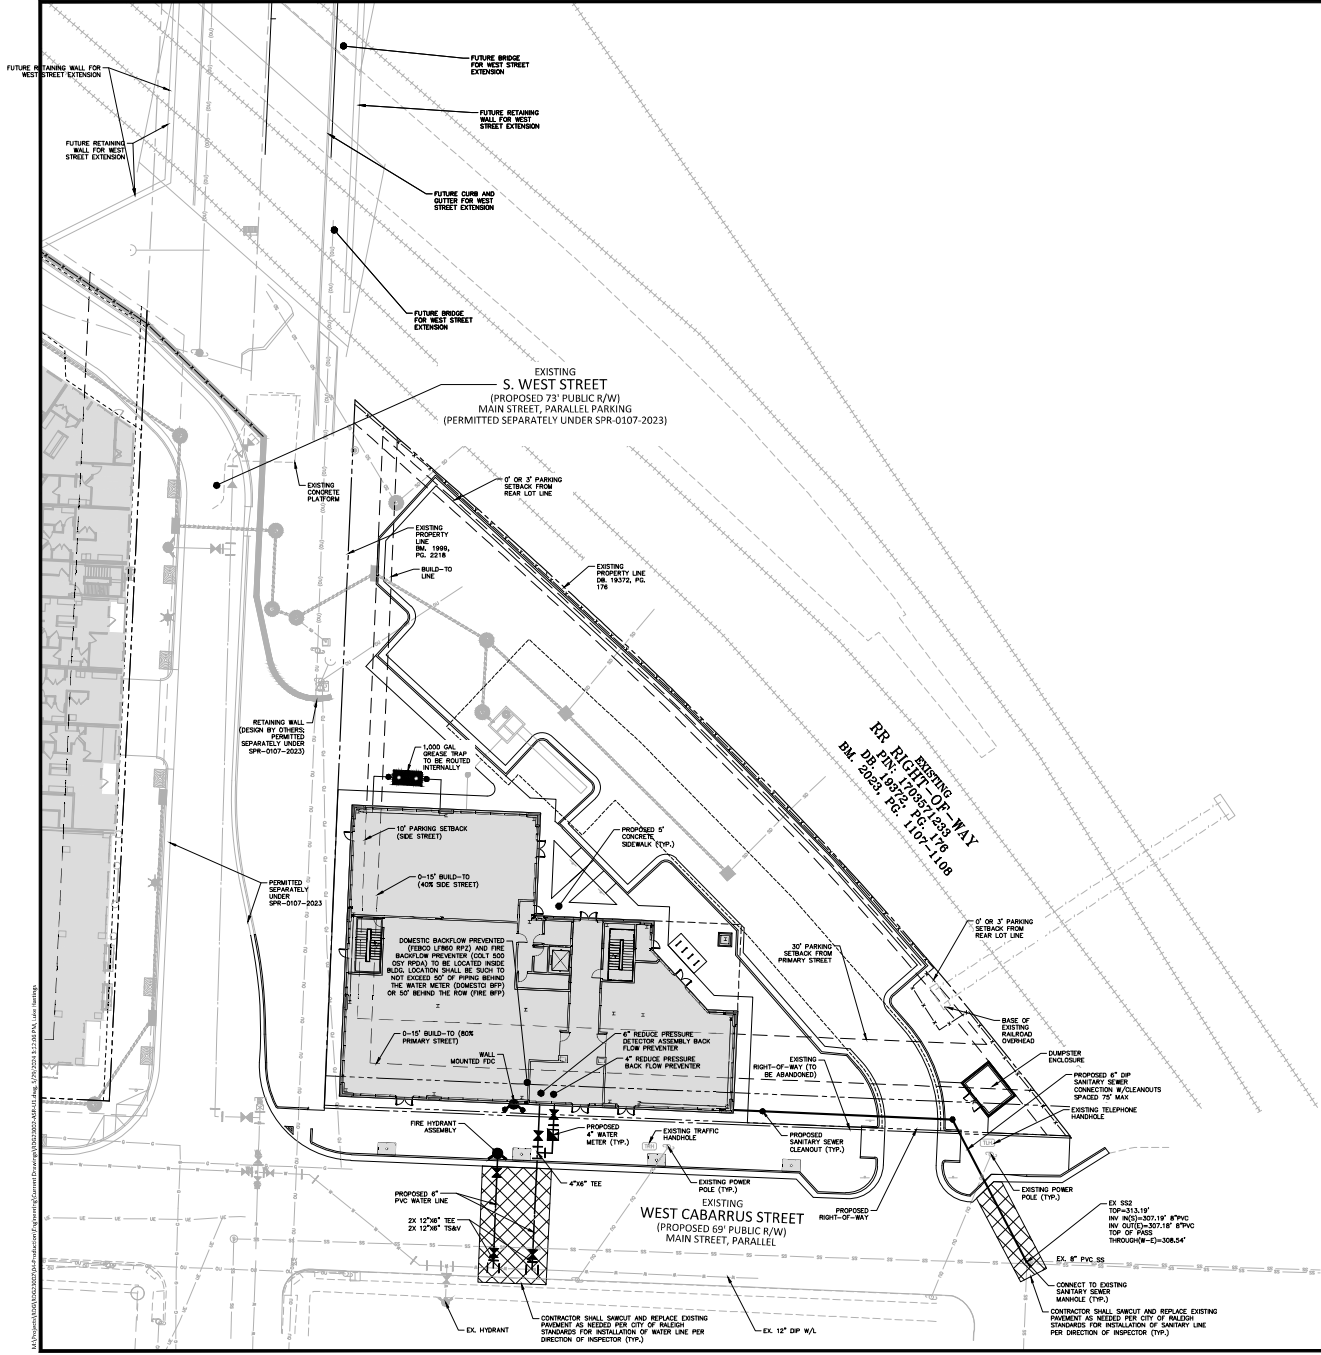 FUTURE RETAINING WALL FOR
WEST STREET EXTENSION
FUTURE RETAINING
WALL FOR WEST
STREET EXTENSION
FUTURE BRIDGE
FOR WEST STREET
EXTENSION
FUTURE RETAINING
WALL FOR WEST
STREET EXTENSION
FUTURE CURB AND
GUTTER FOR WEST
STREET EXTENSION
FUTURE BRIDGE
FOR WEST STREET
EXTENSION
EXISTING
S. WEST STREET
(PROPOSED 73' PUBLIC R/W)
MAIN STREET, PARALLEL PARKING
(PERMITTED SEPARATELY UNDER SPR-0107-2023)
EXISTING
CONCRETE
PLATFORM
0' OR 3' PARKING
SETBACK FROM
REAR LOT LINE
EXISTING
PROPERTY
LINE
BM. 1999,
PG. 2218
BUILD-TO
LINE
EXISTING
PROPERTY LINE
DB. 19372, PG.
176
RETAINING WALL
(DESIGN BY OTHERS;
PERMITTED
SEPARATELY UNDER
SPR-0107-2023)
1,000 GAL
GREASE TRAP
TO BE ROUTED
INTERNALLY
EXISTING
RR RIGHT-OF-WAY
PIN: 1703571233
DB. 19372, PG. 176
BM. 2023, PG. 1107-1108
10' PARKING SETBACK
(SIDE STREET)
PROPOSED 5'
CONCRETE
SIDEWALK (TYP.)
0-15' BUILD-TO
(40% SIDE STREET)
PERMITTED
SEPARATELY
UNDER
SPR-0107-2023
DOMESTIC BACKFLOW PREVENTED
(FEBCO LF860 RPZ) AND FIRE
BACKFLOW PREVENTER (COLT 500
OSY RPDA) TO BE LOCATED INSIDE
BLDG. LOCATION SHALL BE SUCH TO
NOT EXCEED 50' OF PIPING BEHIND
THE WATER METER (DOMESTCI BFP)
OR 50' BEHIND THE ROW (FIRE BFP)
30' PARKING
SETBACK FROM
PRIMARY STREET
0' OR 3' PARKING
SETBACK FROM
REAR LOT LINE
BASE OF
EXISTING
RAILROAD
OVERHEAD
0-15' BUILD-TO (80%
PRIMARY STREET)
WALL
MOUNTED FDC
6" REDUCE PRESSURE
DETECTOR ASSEMBLY BACK
FLOW PREVENTER
4" REDUCE PRESSURE
BACK FLOW PREVENTER
EXISTING
RIGHT-OF-WAY (TO
BE ABANDONED)
DUMPSTER
ENCLOSURE
PROPOSED 6" DIP
SANITARY SEWER
CONNECTION W/CLEANOUTS
SPACED 75' MAX
EXISTING TELEPHONE
HANDHOLE
FIRE HYDRANT
ASSEMBLY
PROPOSED
4" WATER
METER (TYP.)
EXISTING TRAFFIC
HANDHOLE
PROPOSED
SANITARY SEWER
CLEANOUT (TYP.)
4"X6" TEE
EXISTING POWER
POLE (TYP.)
EXISTING POWER
POLE (TYP.)
PROPOSED 6"
PVC WATER LINE
2X 12"X6" TEE
2X 12"X6" TS&V
EXISTING
WEST CABARRUS STREET
(PROPOSED 69' PUBLIC R/W)
MAIN STREET, PARALLEL
PROPOSED
RIGHT-OF-WAY
EX SS2
TOP=313.19'
INV IN(S)=307.19' 8"PVC
INV OUT(E)=307.18' 8"PVC
TOP OF PASS
THROUGH(W-E)=308.54'
EX. 8" PVC SS
CONNECT TO EXISTING
SANITARY SEWER
MANHOLE (TYP.)
EX. HYDRANT
CONTRACTOR SHALL SAWCUT AND REPLACE EXISTING
PAVEMENT AS NEEDED PER CITY OF RALEIGH
STANDARDS FOR INSTALLATION OF WATER LINE PER
DIRECTION OF INSPECTOR (TYP.)
EX. 12" DIP W/L
CONTRACTOR SHALL SAWCUT AND REPLACE EXISTING
PAVEMENT AS NEEDED PER CITY OF RALEIGH
STANDARDS FOR INSTALLATION OF SANITARY LINE
PER DIRECTION OF INSPECTOR (TYP.)